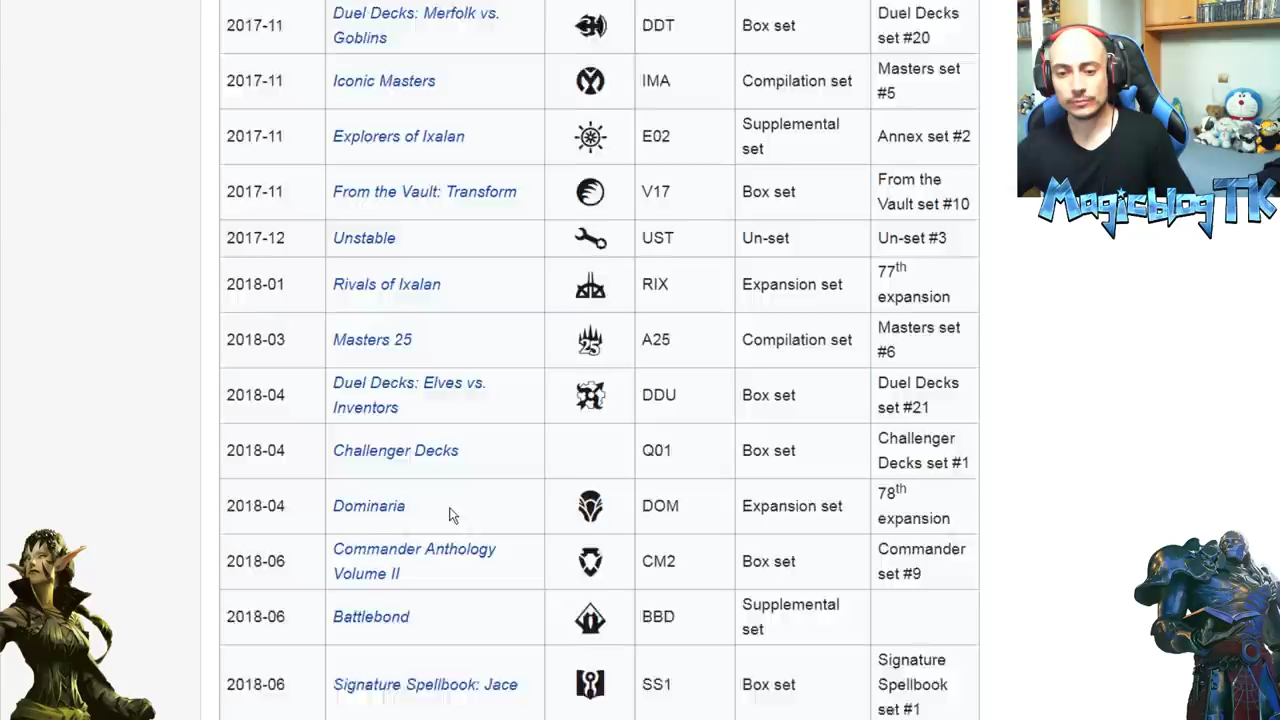 2017-11 Duel Decks: Merfolk vs. Goblins DDT Box set Duel Decks set #20
2017-11 Iconic Masters IMA Compilation set Masters set #5
2017-11 Explorers of Ixalan E02 Supplemental set Annex set #2
2017-11 From the Vault: Transform V17 Box set From the Vault set #10
2017-12 Unstable UST Un-set Un-set #3
2018-01 Rivals of Ixalan RIX Expansion set 77th expansion
2018-03 Masters 25 25 A25 Compilation set Masters set #6
2018-04 Duel Decks: Elves vs. Inventors DDU Box set Duel Decks set #21
2018-04 Challenger Decks Q01 Box set Challenger Decks set #1
2018-04 Dominaria DOM Expansion set 78th expansion
2018-06 Commander Anthology Volume II CM2 Box set Commander set #9
2018-06 Battlebond BBD Supplemental set
2018-06 Signature Spellbook: Jace SS1 Box set Signature Spellbook set #1
MagicblogTK